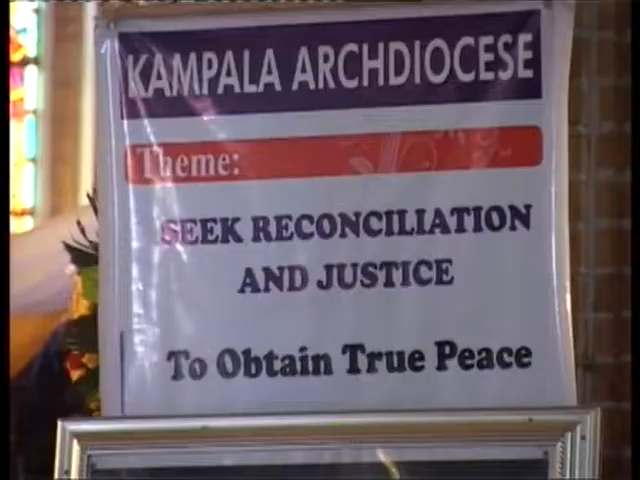 KAMPALA ARCHDIOCESE
Theme:
SEEK RECONCILIATION
AND JUSTICE
To Obtain True Peace